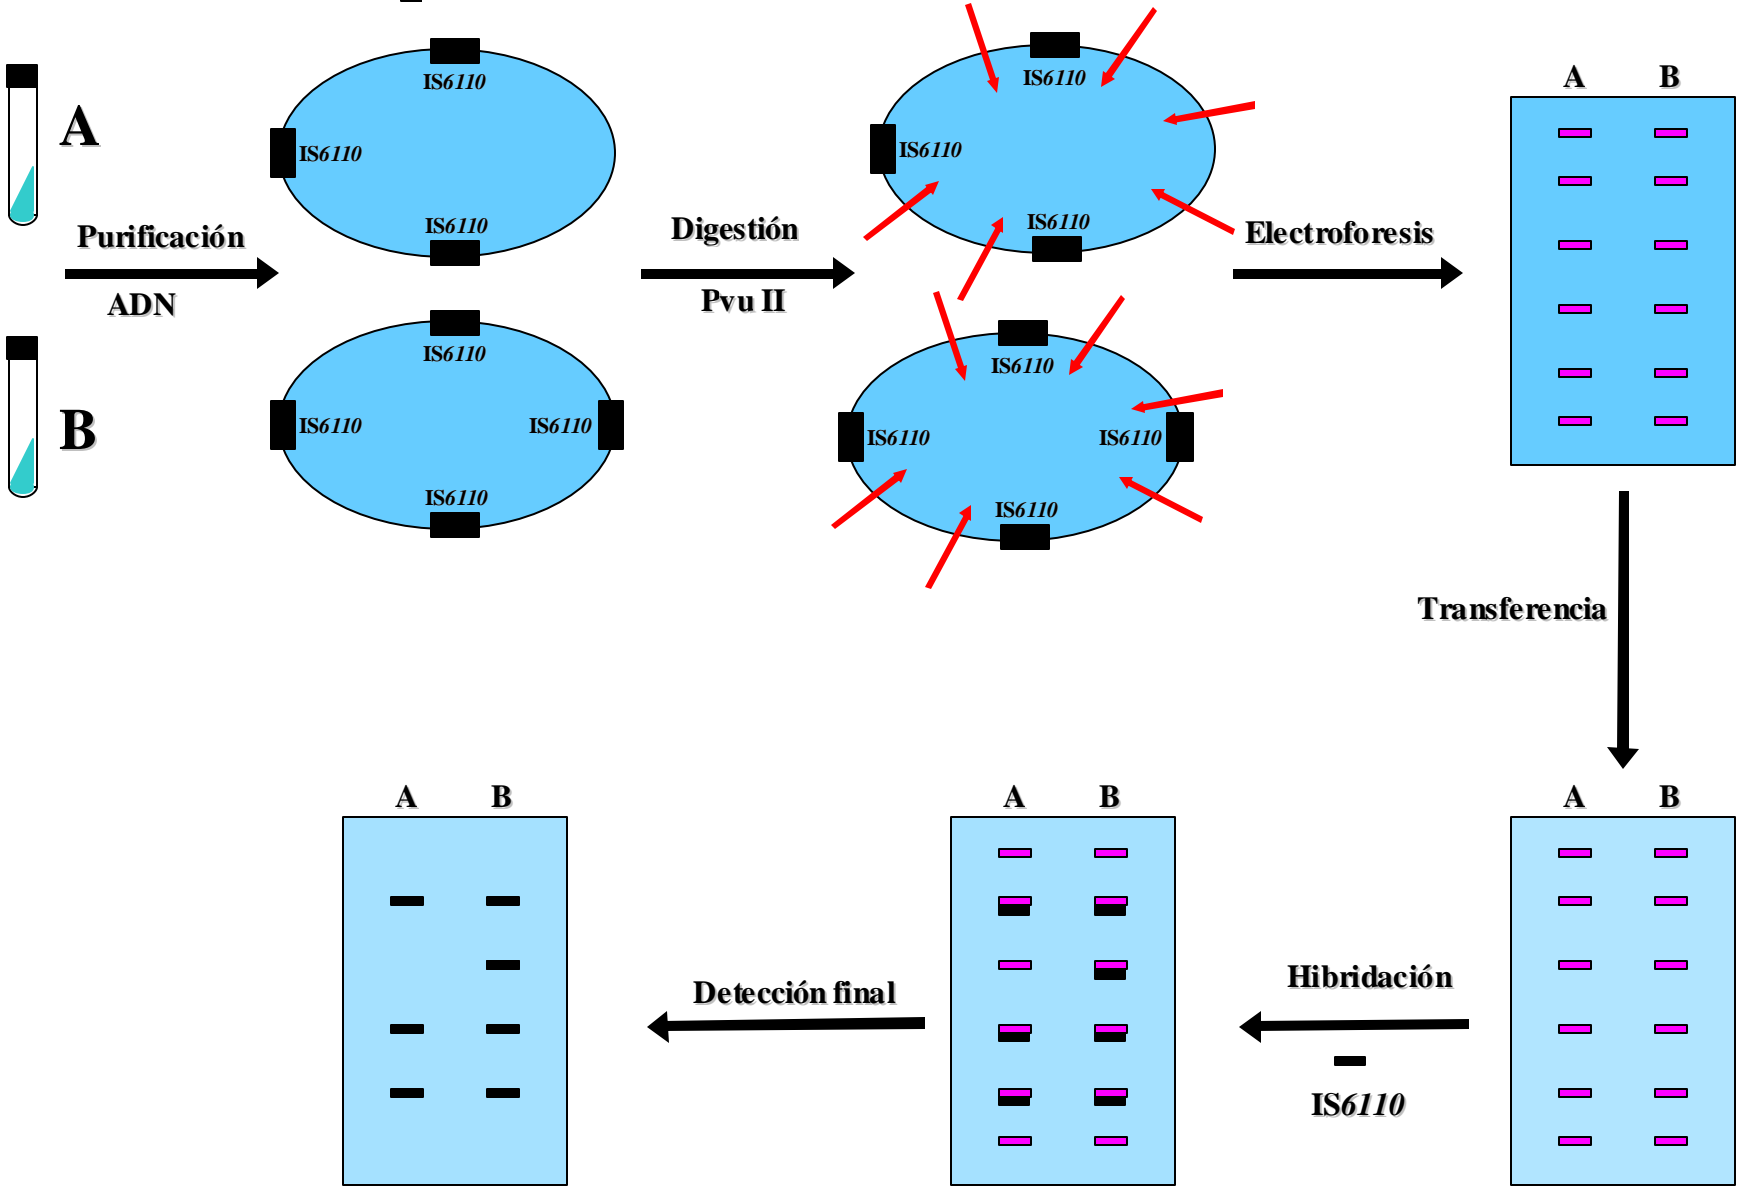 A
IS6110
IS6110
IS6110
Purificación
ADN
B
IS6110
IS6110
IS6110
IS6110
Digestión
Pvu II
IS6110
IS6110
IS6110
IS6110
IS6110
IS6110
IS6110
Electroforesis
A B
Transferencia
A B
Hibridación
IS6110
A B
Detección final
A B